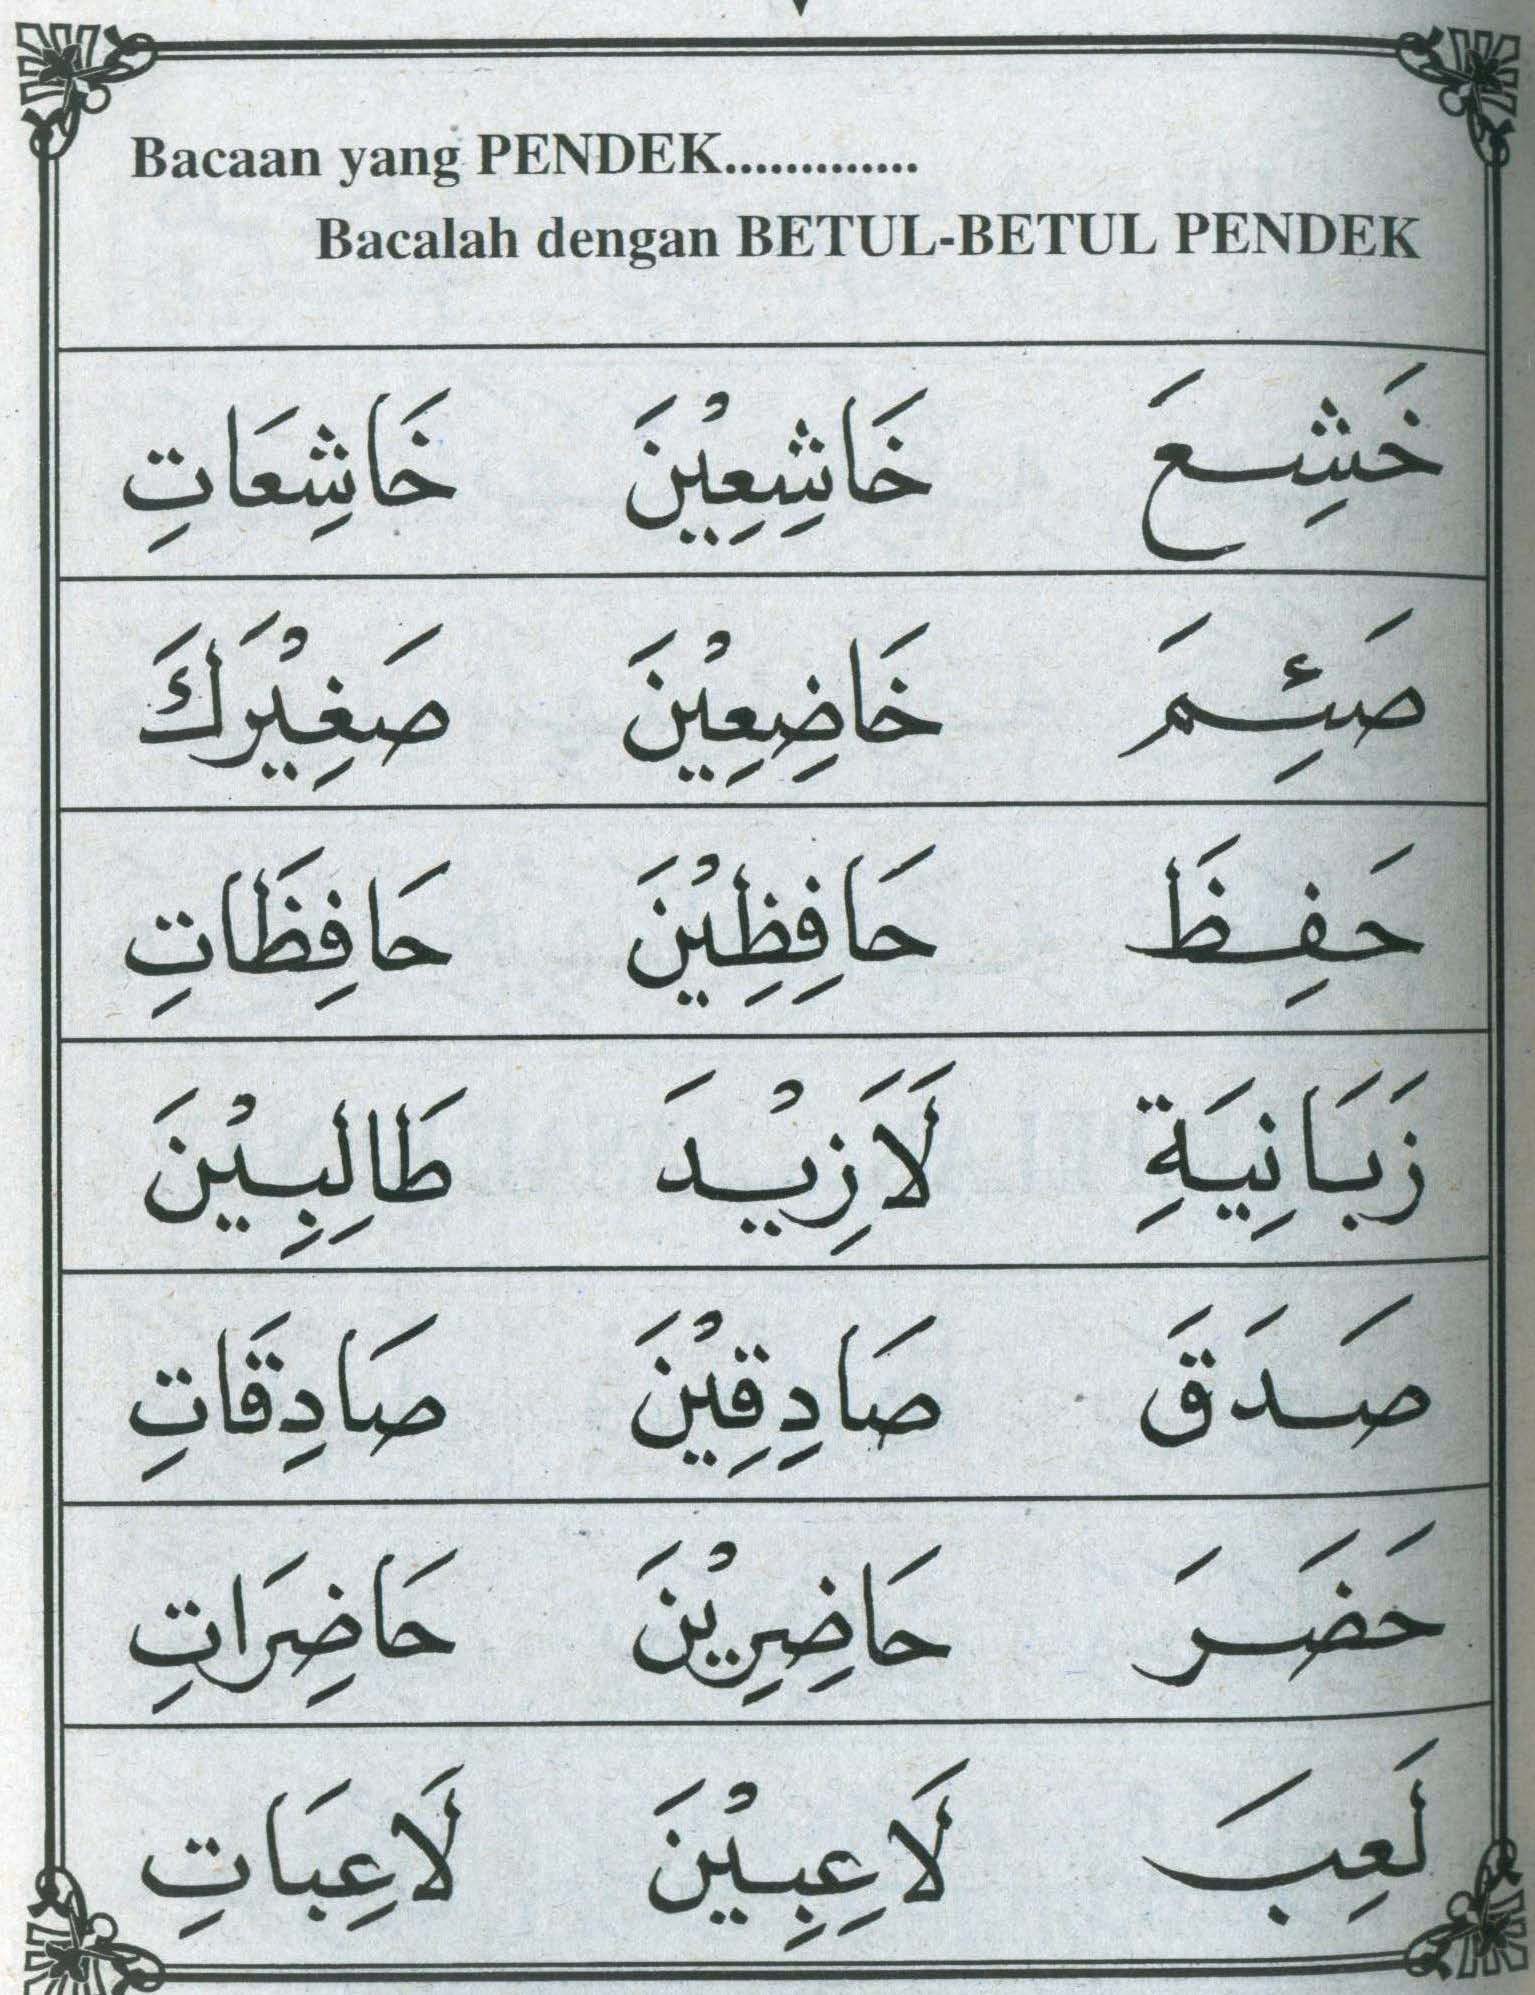 Bacaan yang PENDEK.............
Bacalah dengan BETUL-BETUL PENDEK
خَشِعَ خَاشِعِيْنَ خَاشِعَاتِ
صَئِمَ خَاضِعِيْنَ صَغِيْرَكَ
حَفِظَ حَافِظِيْنَ حَافِظَاتِ
زَبَانِيَةِ لَاَزِيْدَ طَالِبِيْنَ
صَدَقَ صَادِقِيْنَ صَادِقَاتِ
حَضَرَ حَاضِرِيْنَ حَاضِرَاتِ
لَعِبَ لَاعِبِيْنَ لَاعِبَاتِ